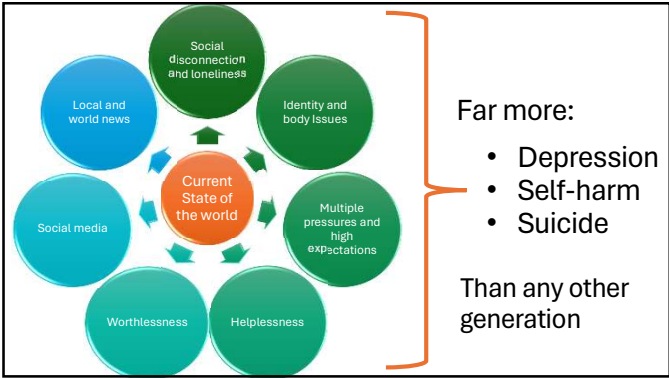 Social
disconnection
and loneliness
Identity and
body Issues
Multiple
pressures and
high
expectations
Helplessness
Worthlessness
Social media
Local and
world news
Current
State of
the world
Far more:
• Depression
• Self-harm
• Suicide
Than any other
generation